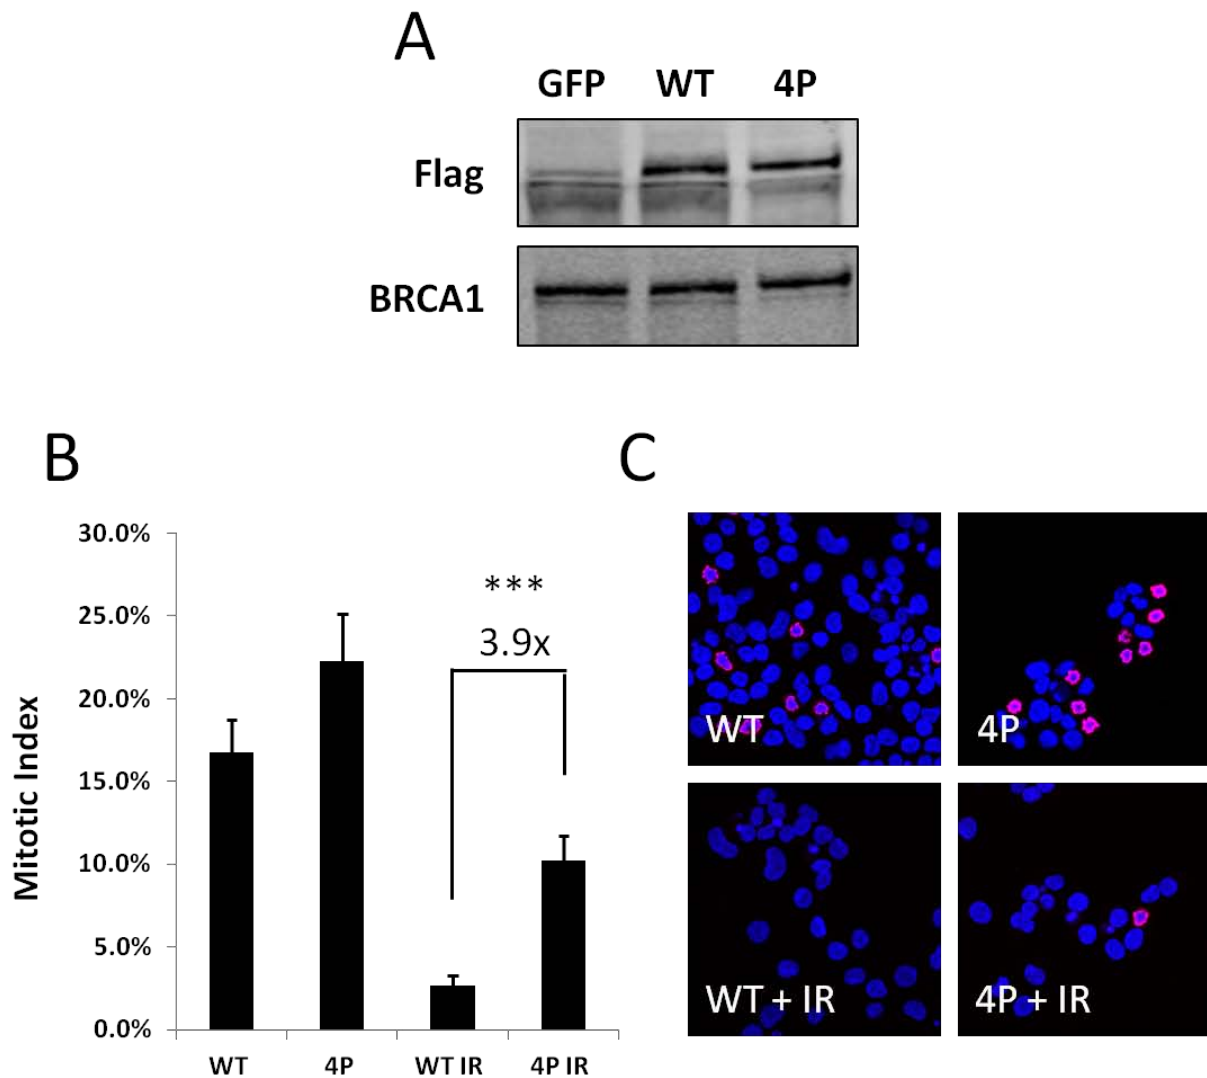 A
GFP WT 4P
Flag
BRCA1
B
30.0%
25.0%
20.0%
15.0%
10.0%
5.0%
0.0%
Mitotic Index
***
3.9x
WT 4P WT IR 4P IR
C
WT
4P
WT + IR
4P + IR